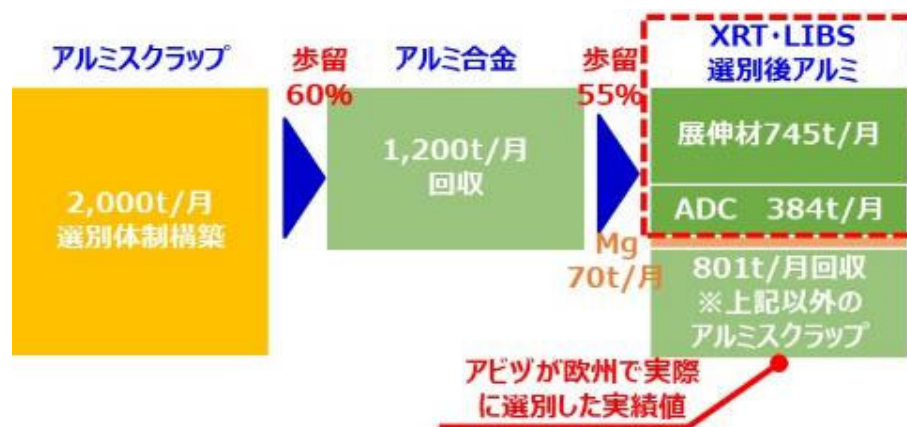 アルミスクラップ
2,000t/月
選別体制構築
歩留
60%
アルミ合金
1,200t/月
回収
歩留
55%
Mg
70t/月
XRT・LIBS
選別後アルミ
展伸材745t/月
ADC 384t/月
801t/月回収
※上記以外の
アルミスクラップ
アビヅが欧州で実際
に選別した実績値